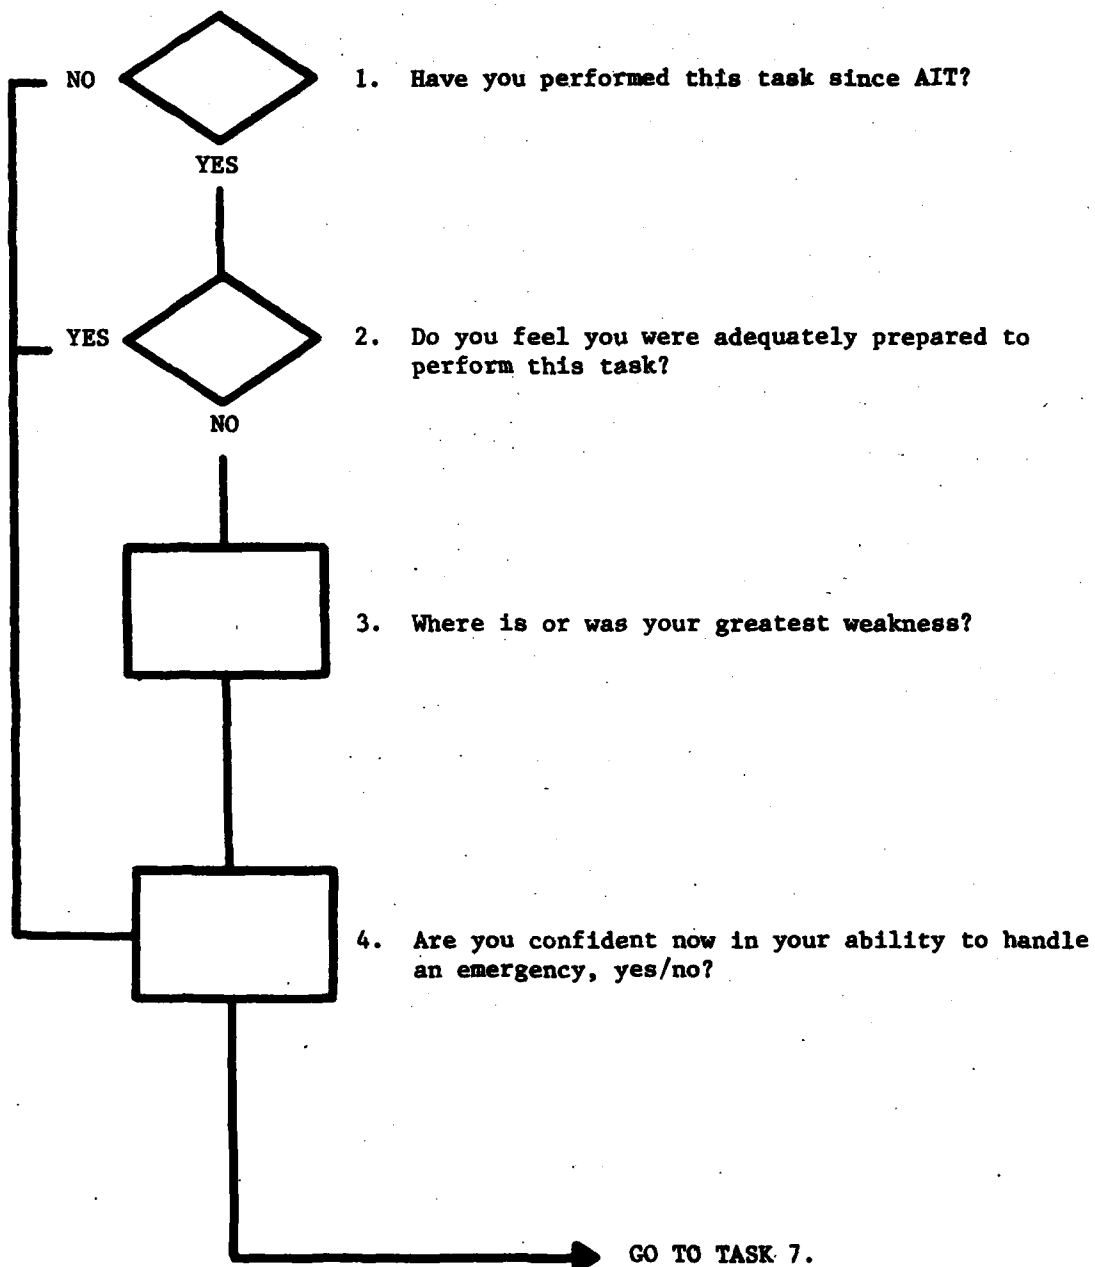 NO
1. Have you performed this task since AIT?
YES
YES
2. Do you feel you were adequately prepared to
perform this task?
NO
3. Where is or was your greatest weakness?
4. Are you confident now in your ability to handle
an emergency, yes/no?
GO TO TASK 7.